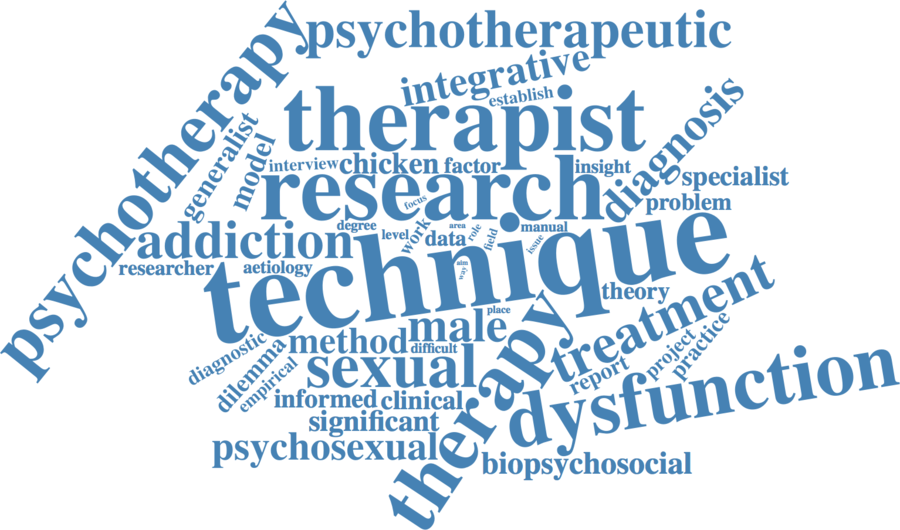 psychotherapeutic
psychotherapy
integrative
establish
therapist
diagnosis
generalist
model
interview
chicken
factor
insight
specialist
research
focus
problem
degree
area
role
manual
addiction
level
work
data
field
issue
researcher
aetiology
aim
way
technique
theory
place
treatment
method
male
difficult
diagnostic
dilemma
empirical
sexual
therapy
report
project
practice
informed
clinical
dysfunction
significant
psychosexual
biopsychosocial